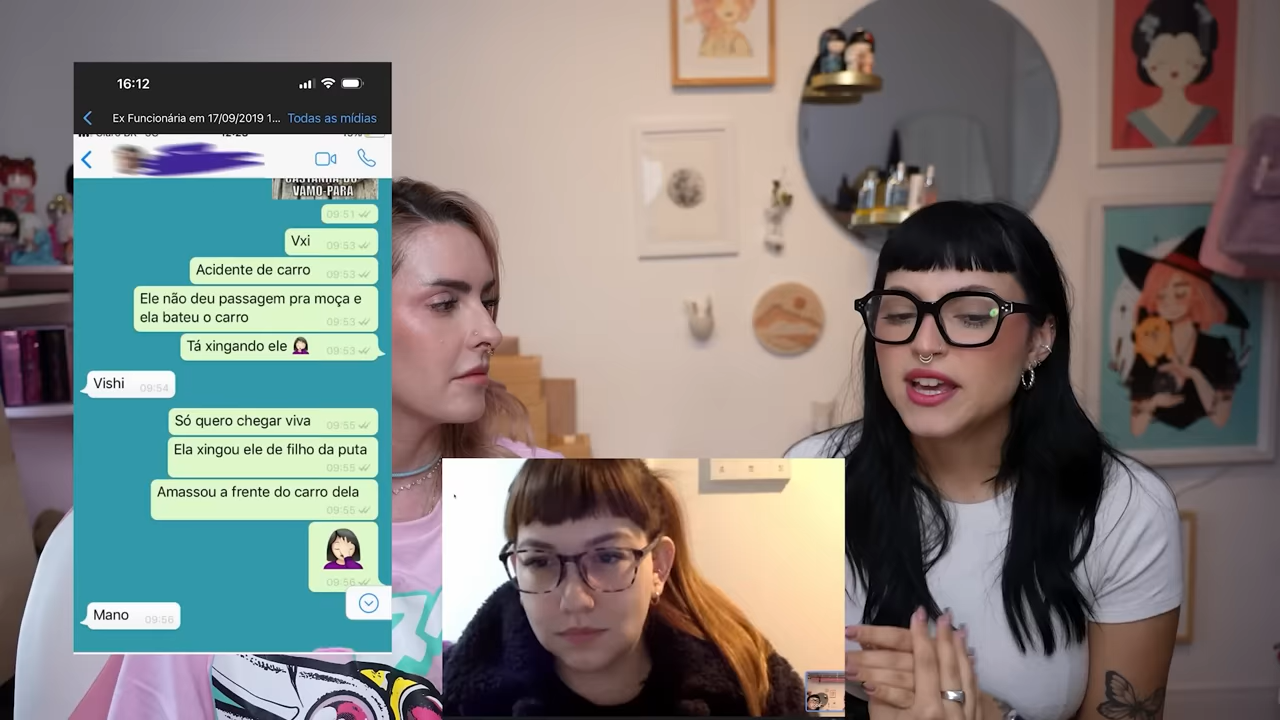 16:12
Ex Funcionária em 17/09/2019 1... Todas as mídias
VAMO-PARA
09:51
Vxi 09:53
Acidente de carro 09:53
Ele não deu passagem pra moça e
ela bateu o carro 09:53
Tá xingando ele 🤦🏻‍♀️ 09:53
Vishi 09:54
Só quero chegar viva 09:55
Ela xingou ele de filho da puta
09:55
Amassou a frente do carro dela
09:55
09:56
Mano 09:56